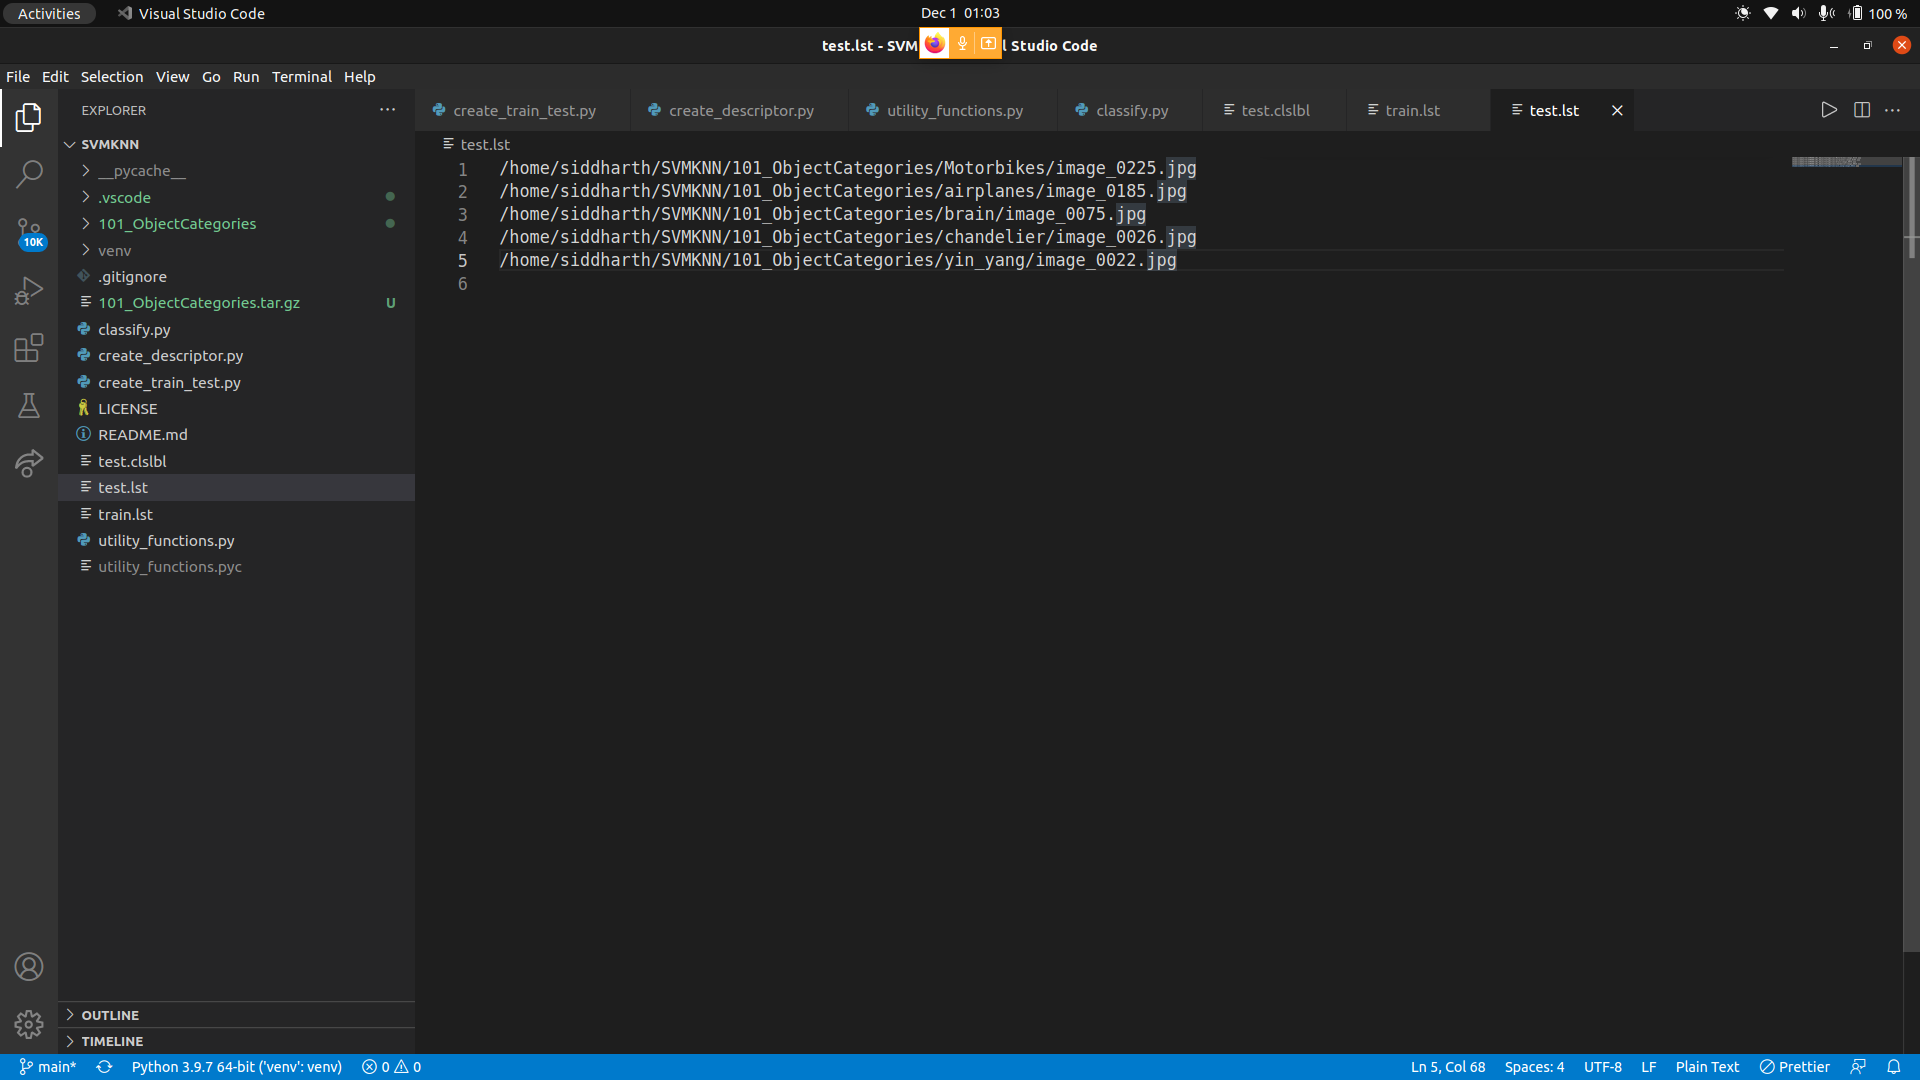 Activities Visual Studio Code Dec 1 01:03 100 %
test.lst - SVM l Studio Code
File Edit Selection View Go Run Terminal Help
EXPLORER
create_train_test.py create_descriptor.py utility_functions.py classify.py test.clslbl train.lst test.lst
SVMKNN
test.lst
__pycache__
.vscode
101_ObjectCategories
10K
venv
.gitignore
101_ObjectCategories.tar.gz U
classify.py
create_descriptor.py
create_train_test.py
LICENSE
README.md
test.clslbl
test.lst
train.lst
utility_functions.py
utility_functions.pyc
1 /home/siddharth/SVMKNN/101_ObjectCategories/Motorbikes/image_0225.jpg
2 /home/siddharth/SVMKNN/101_ObjectCategories/airplanes/image_0185.jpg
3 /home/siddharth/SVMKNN/101_ObjectCategories/brain/image_0075.jpg
4 /home/siddharth/SVMKNN/101_ObjectCategories/chandelier/image_0026.jpg
5 /home/siddharth/SVMKNN/101_ObjectCategories/yin_yang/image_0022.jpg
6
OUTLINE
TIMELINE
main* Python 3.9.7 64-bit ('venv': venv) 0 0 Ln 5, Col 68 Spaces: 4 UTF-8 LF Plain Text Prettier